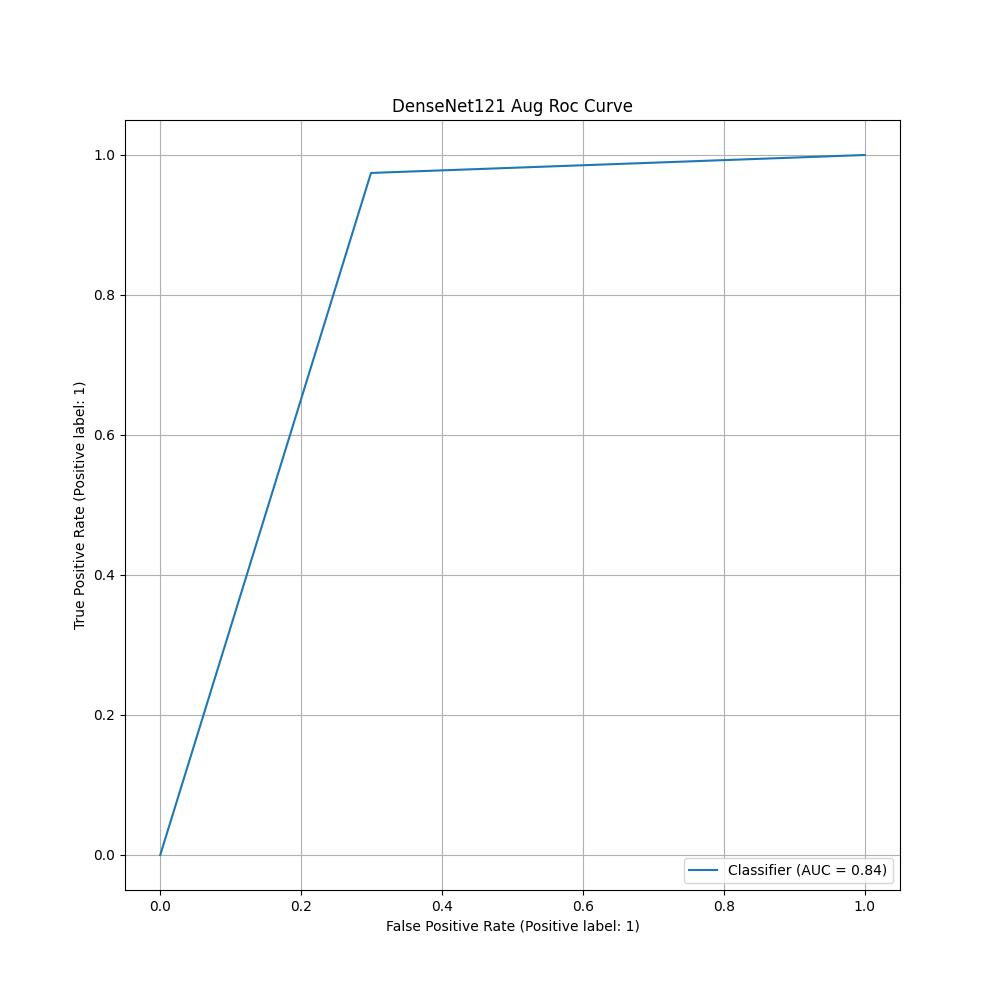 DenseNet121 Aug Roc Curve
1.0
0.8
0.6
0.4
0.2
0.0
True Positive Rate (Positive label: 1)
Classifier (AUC = 0.84)
0.0 0.2 0.4 0.6 0.8 1.0
False Positive Rate (Positive label: 1)